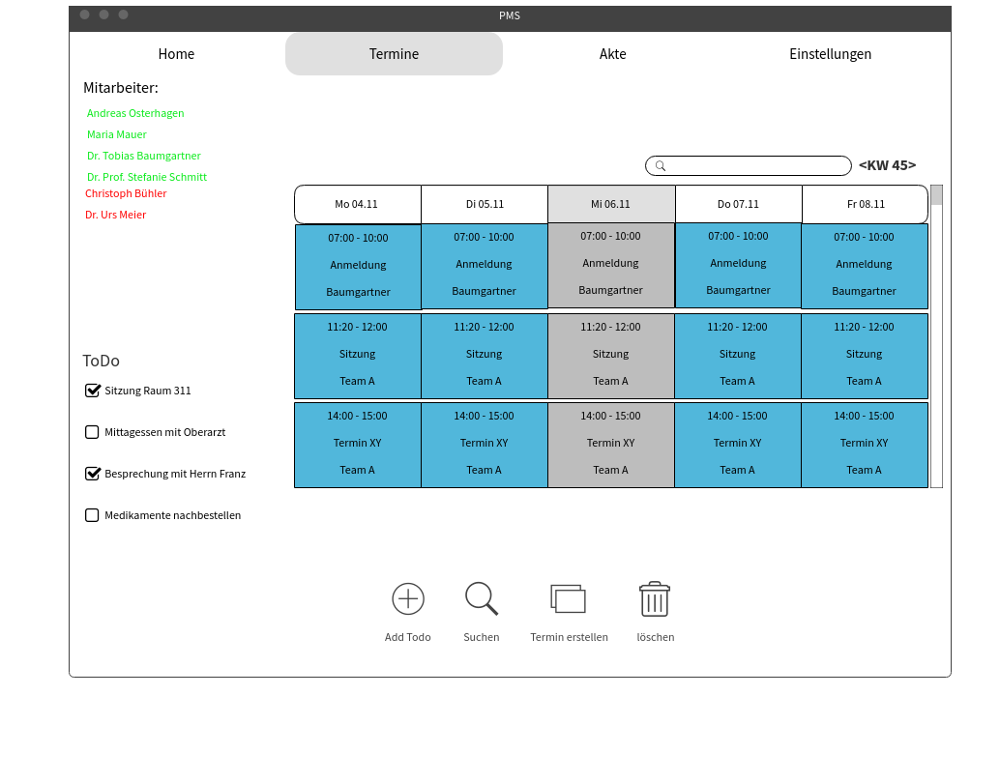 PMS
Home Termine Akte Einstellungen
Mitarbeiter:
Andreas Osterhagen
Maria Mauer
Dr. Tobias Baumgartner
Dr. Prof. Stefanie Schmitt
Christoph Bühler
Dr. Urs Meier
ToDo
Sitzung Raum 311
Mittagessen mit Oberarzt
Besprechung mit Herrn Franz
Medikamente nachbestellen
<KW 45>
Mo 04.11 Di 05.11 Mi 06.11 Do 07.11 Fr 08.11
07:00 - 10:00 07:00 - 10:00 07:00 - 10:00 07:00 - 10:00 07:00 - 10:00
Anmeldung Anmeldung Anmeldung Anmeldung Anmeldung
Baumgartner Baumgartner Baumgartner Baumgartner Baumgartner
11:20 - 12:00 11:20 - 12:00 11:20 - 12:00 11:20 - 12:00 11:20 - 12:00
Sitzung Sitzung Sitzung Sitzung Sitzung
Team A Team A Team A Team A Team A
14:00 - 15:00 14:00 - 15:00 14:00 - 15:00 14:00 - 15:00 14:00 - 15:00
Termin XY Termin XY Termin XY Termin XY Termin XY
Team A Team A Team A Team A Team A
Add Todo Suchen Termin erstellen löschen